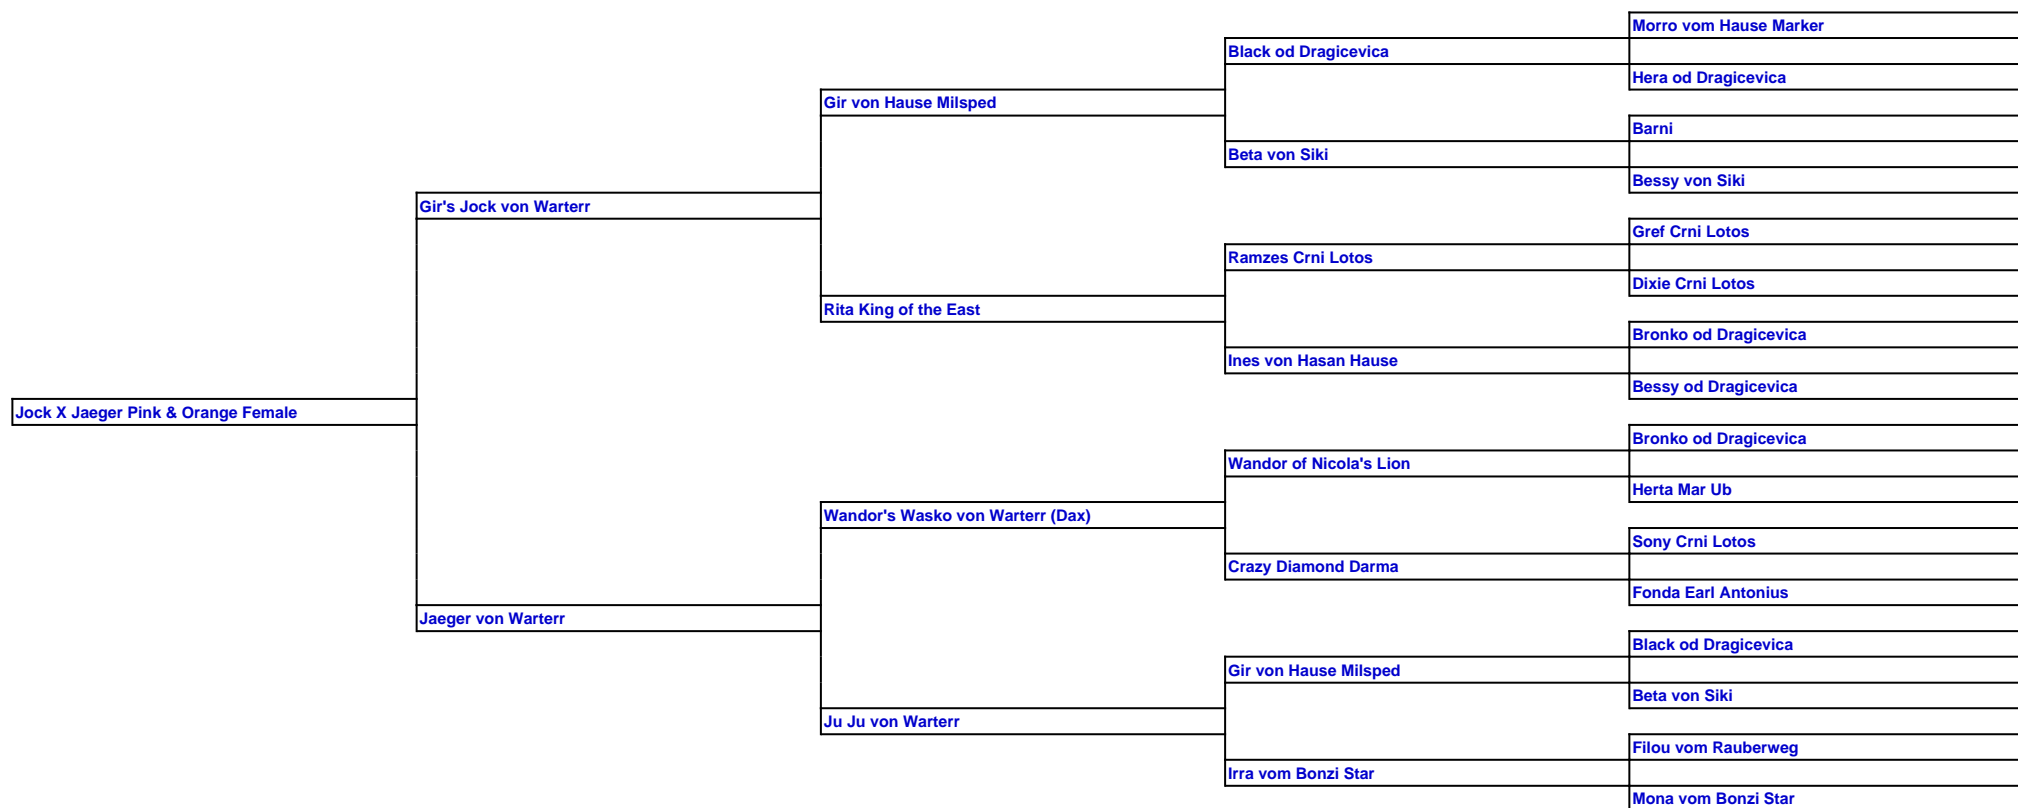 Morro vom Hause Marker
Black od Dragicevica
Hera od Dragicevica
Gir von Hause Milsped
Barni
Beta von Siki
Bessy von Siki
Gir's Jock von Warterr
Gref Crni Lotos
Ramzes Crni Lotos
Dixie Crni Lotos
Rita King of the East
Bronko od Dragicevica
Ines von Hasan Hause
Bessy od Dragicevica
Jock X Jaeger Pink & Orange Female
Bronko od Dragicevica
Wandor of Nicola's Lion
Herta Mar Ub
Wandor's Wasko von Warterr (Dax)
Sony Crni Lotos
Crazy Diamond Darma
Fonda Earl Antonius
Jaeger von Warterr
Black od Dragicevica
Gir von Hause Milsped
Beta von Siki
Ju Ju von Warterr
Filou vom Rauberweg
Irra vom Bonzi Star
Mona vom Bonzi Star